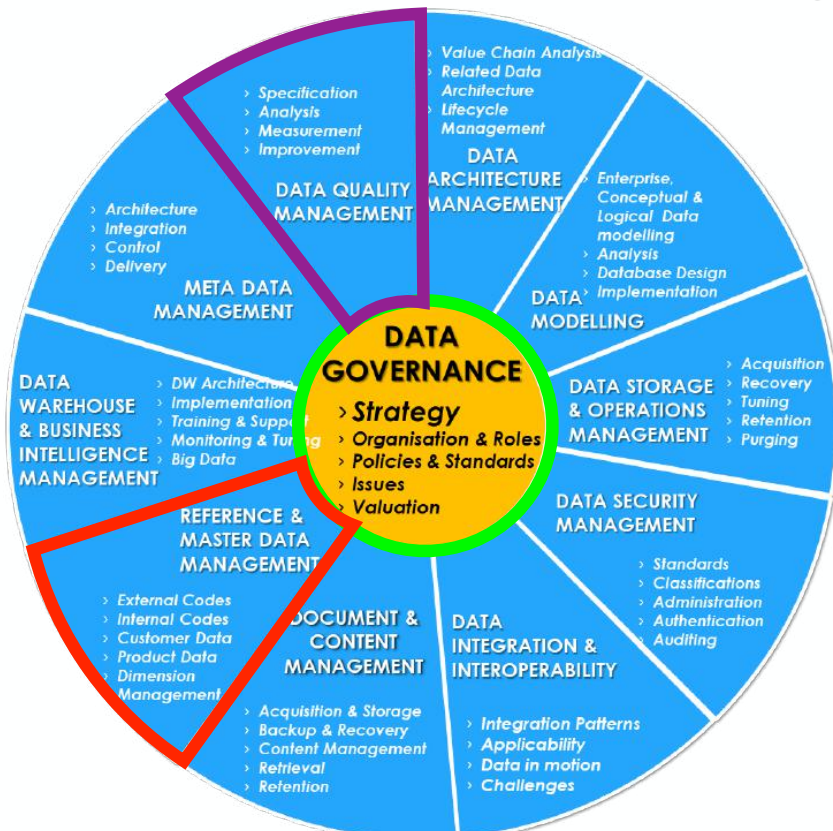 › Value Chain Analysis
› Related Data
Architecture
› Lifecycle
Management
DATA
ARCHITECTURE
MANAGEMENT
› Enterprise,
Conceptual &
Logical Data
modelling
› Analysis
› Database Design
› Implementation
DATA
MODELLING
DATA STORAGE
& OPERATIONS
MANAGEMENT
› Acquisition
› Recovery
› Tuning
› Retention
› Purging
DATA SECURITY
MANAGEMENT
› Standards
› Classifications
› Administration
› Authentication
› Auditing
DATA
INTEGRATION &
INTEROPERABILITY
› Integration Patterns
› Applicability
› Data in motion
› Challenges
DOCUMENT &
CONTENT
MANAGEMENT
› Acquisition & Storage
› Backup & Recovery
› Content Management
› Retrieval
› Retention
REFERENCE &
MASTER DATA
MANAGEMENT
› External Codes
› Internal Codes
› Customer Data
› Product Data
› Dimension
Management
DATA
WAREHOUSE
& BUSINESS
INTELLIGENCE
MANAGEMENT
› DW Architecture
› Implementation
› Training & Support
› Monitoring & Tuning
› Big Data
› Architecture
› Integration
› Control
› Delivery
META DATA
MANAGEMENT
› Specification
› Analysis
› Measurement
› Improvement
DATA QUALITY
MANAGEMENT
DATA
GOVERNANCE
› Strategy
› Organisation & Roles
› Policies & Standards
› Issues
› Valuation